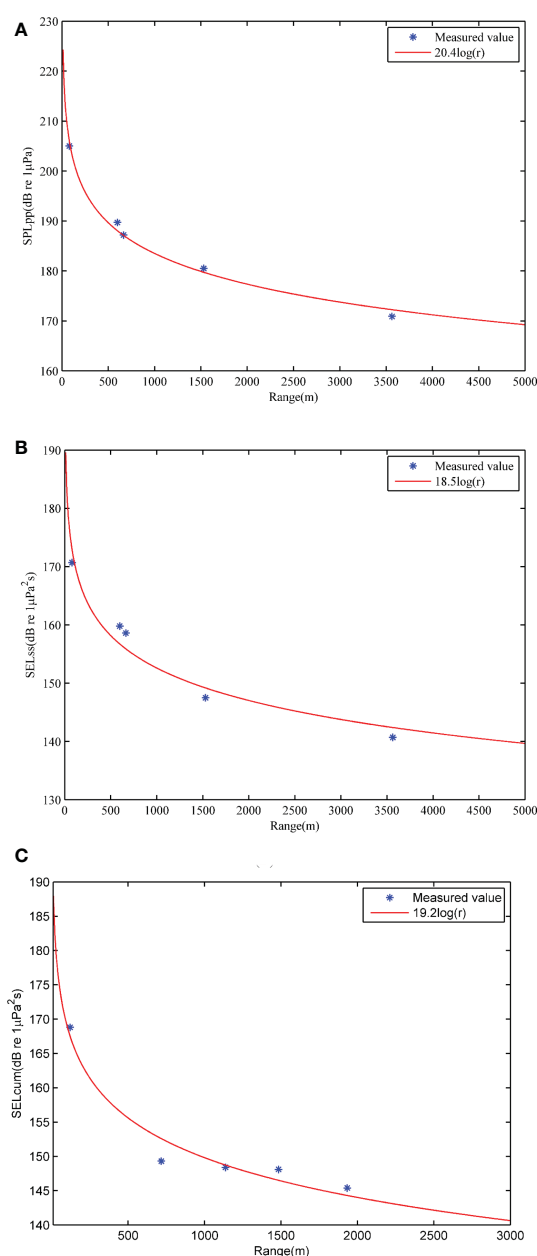 A
230
220
210
200
190
180
170
160
SPLpp(dB re 1μPa)
Measured value
20.4log(r)
0 500 1000 1500 2000 2500 3000 3500 4000 4500 5000
Range(m)
B
190
180
170
160
150
140
130
SELss(dB re 1μPa²s)
Measured value
18.5log(r)
0 500 1000 1500 2000 2500 3000 3500 4000 4500 5000
Range(m)
C
190
185
180
175
170
165
160
155
150
145
140
SELcum(dB re 1μPa²s)
Measured value
19.2log(r)
500 1000 1500 2000 2500 3000
Range(m)